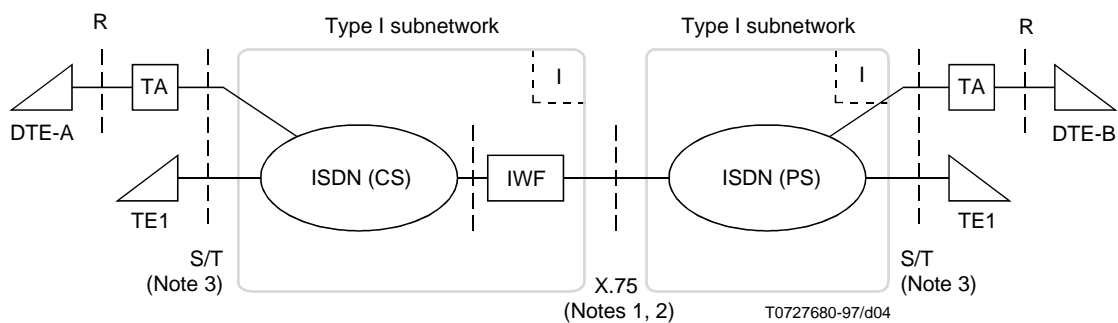 Type I subnetwork
Type I subnetwork
R
R
I
I
TA
TA
DTE-A
DTE-B
ISDN (CS)
IWF
ISDN (PS)
TE1
TE1
S/T
(Note 3)
X.75
(Notes 1, 2)
S/T
(Note 3)
T0727680-97/d04